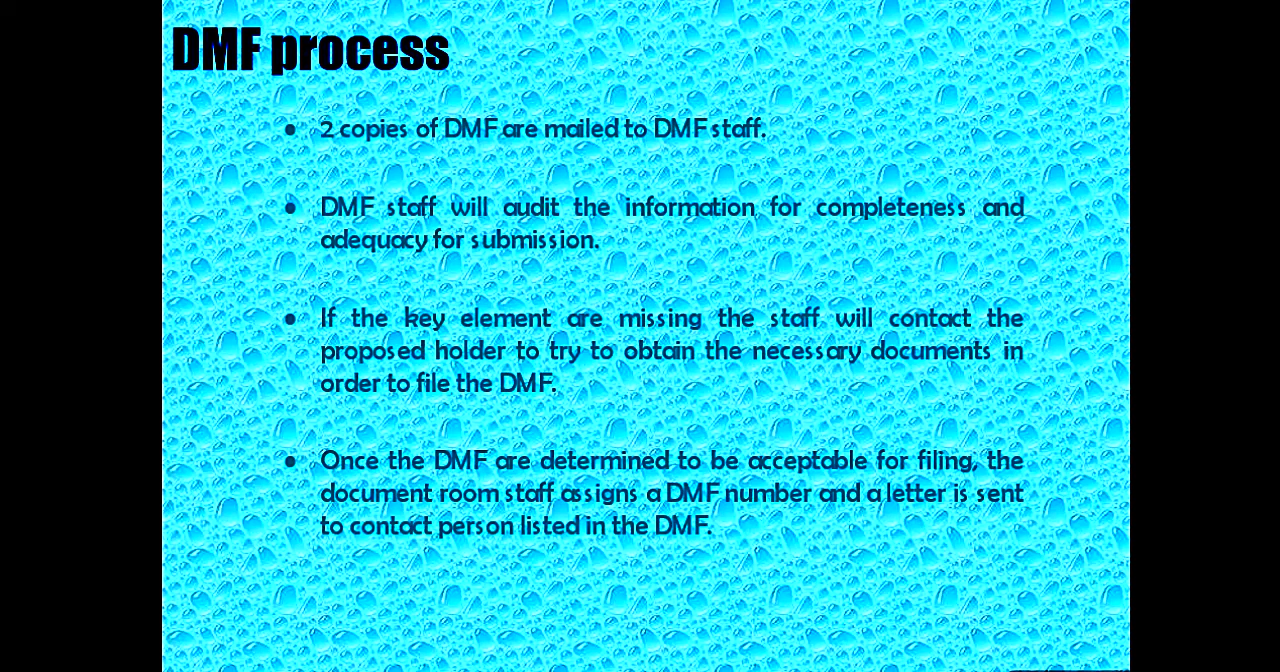 DMF process
• 2 copies of DMF are mailed to DMF staff.
• DMF staff will audit the information for completeness and
adequacy for submission.
• If the key element are missing the staff will contact the
proposed holder to try to obtain the necessary documents in
order to file the DMF.
• Once the DMF are determined to be acceptable for filing, the
document room staff assigns a DMF number and a letter is sent
to contact person listed in the DMF.